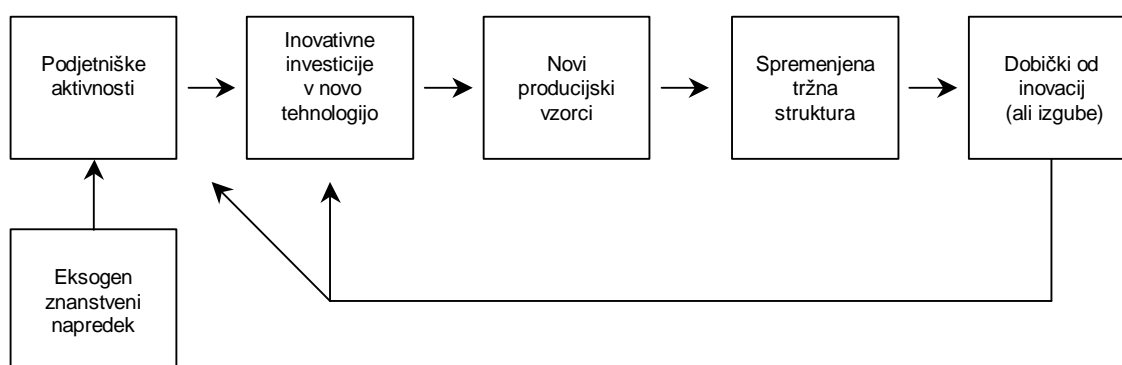 Podjetniške
aktivnosti
Inovativne
investicije
v novo
tehnologijo
Novi
producijski
vzorci
Spremenjena
tržna
struktura
Dobički od
inovacij
(ali izgube)
Eksogen
znanstveni
napredek